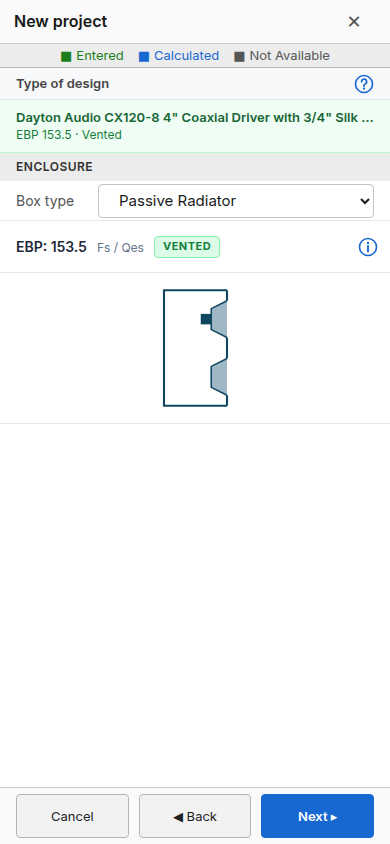 New project ✕
■ Entered ■ Calculated ■ Not Available
Type of design ?
Dayton Audio CX120-8 4" Coaxial Driver with 3/4" Silk ...
EBP 153.5 · Vented
ENCLOSURE
Box type Passive Radiator
EBP: 153.5 Fs / Qes VENTED i
Cancel ◀ Back Next ▸